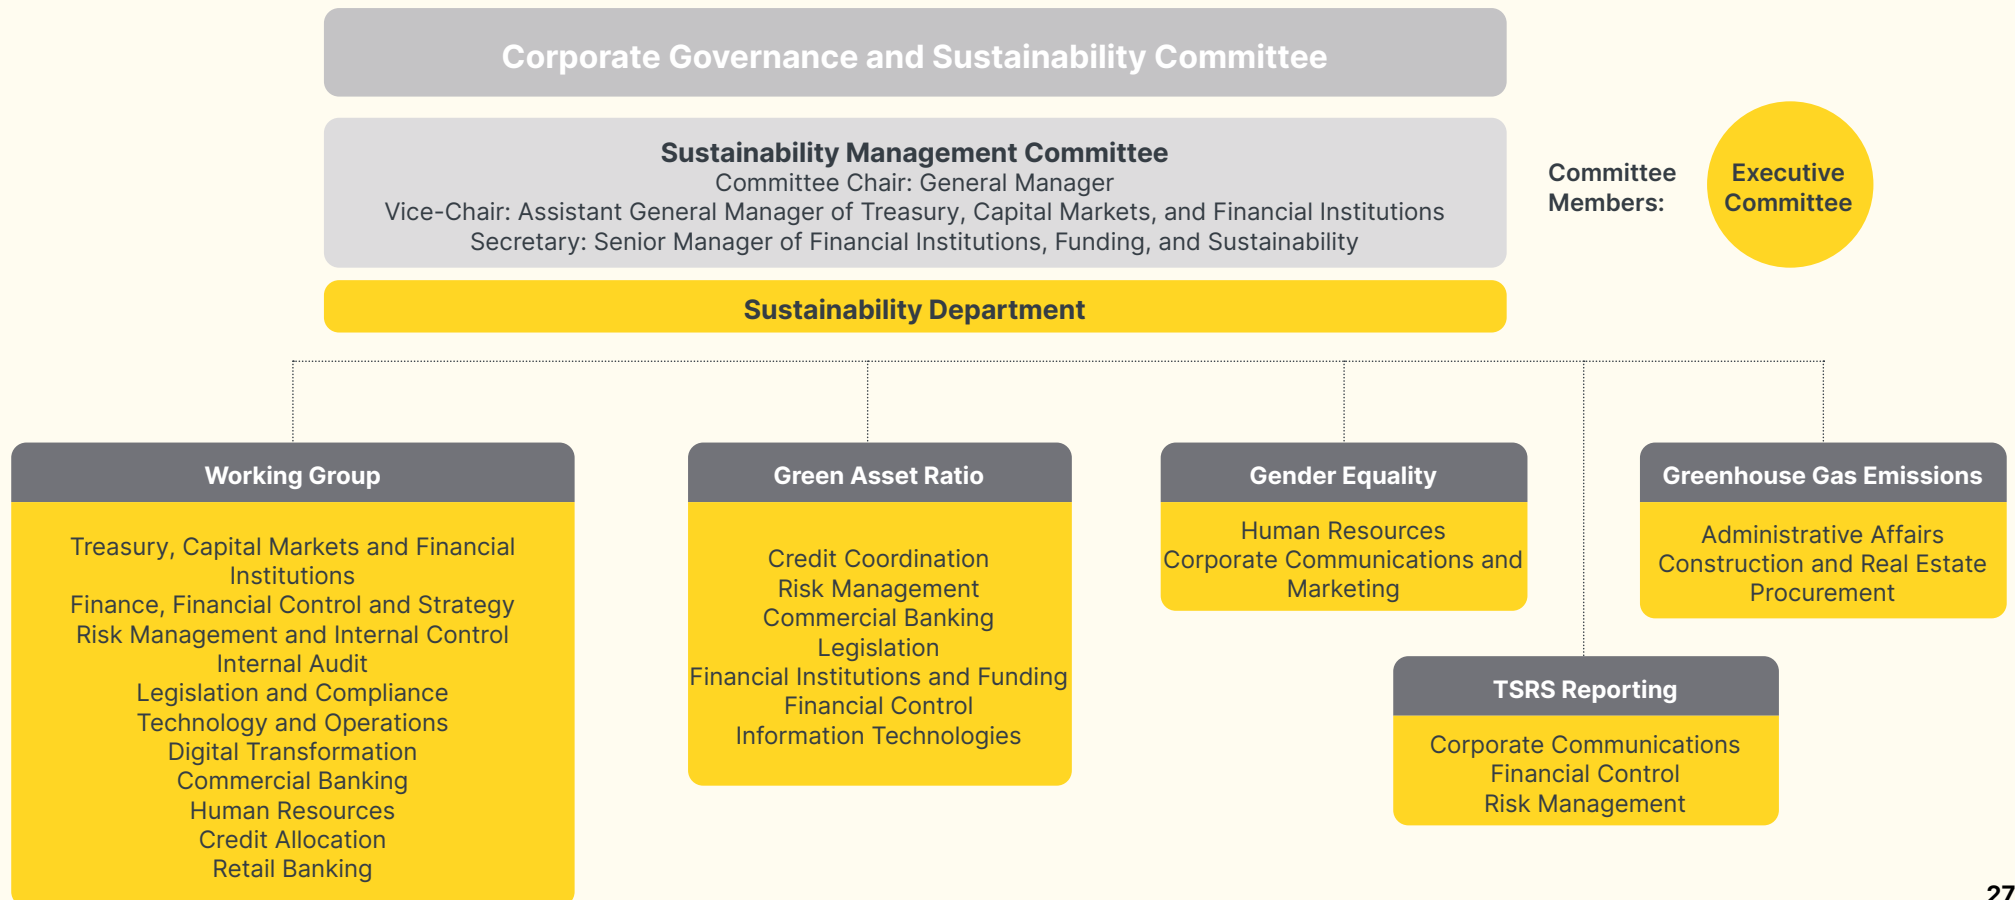 Corporate Governance and Sustainability Committee
Sustainability Management Committee
Committee Chair: General Manager
Vice-Chair: Assistant General Manager of Treasury, Capital Markets, and Financial Institutions
Secretary: Senior Manager of Financial Institutions, Funding, and Sustainability
Committee
Members:
Executive
Committee
Sustainability Department
Working Group
Treasury, Capital Markets and Financial
Institutions
Finance, Financial Control and Strategy
Risk Management and Internal Control
Internal Audit
Legislation and Compliance
Technology and Operations
Digital Transformation
Commercial Banking
Human Resources
Credit Allocation
Retail Banking
Green Asset Ratio
Credit Coordination
Risk Management
Commercial Banking
Legislation
Financial Institutions and Funding
Financial Control
Information Technologies
Gender Equality
Human Resources
Corporate Communications and
Marketing
TSRS Reporting
Corporate Communications
Financial Control
Risk Management
Greenhouse Gas Emissions
Administrative Affairs
Construction and Real Estate
Procurement
27